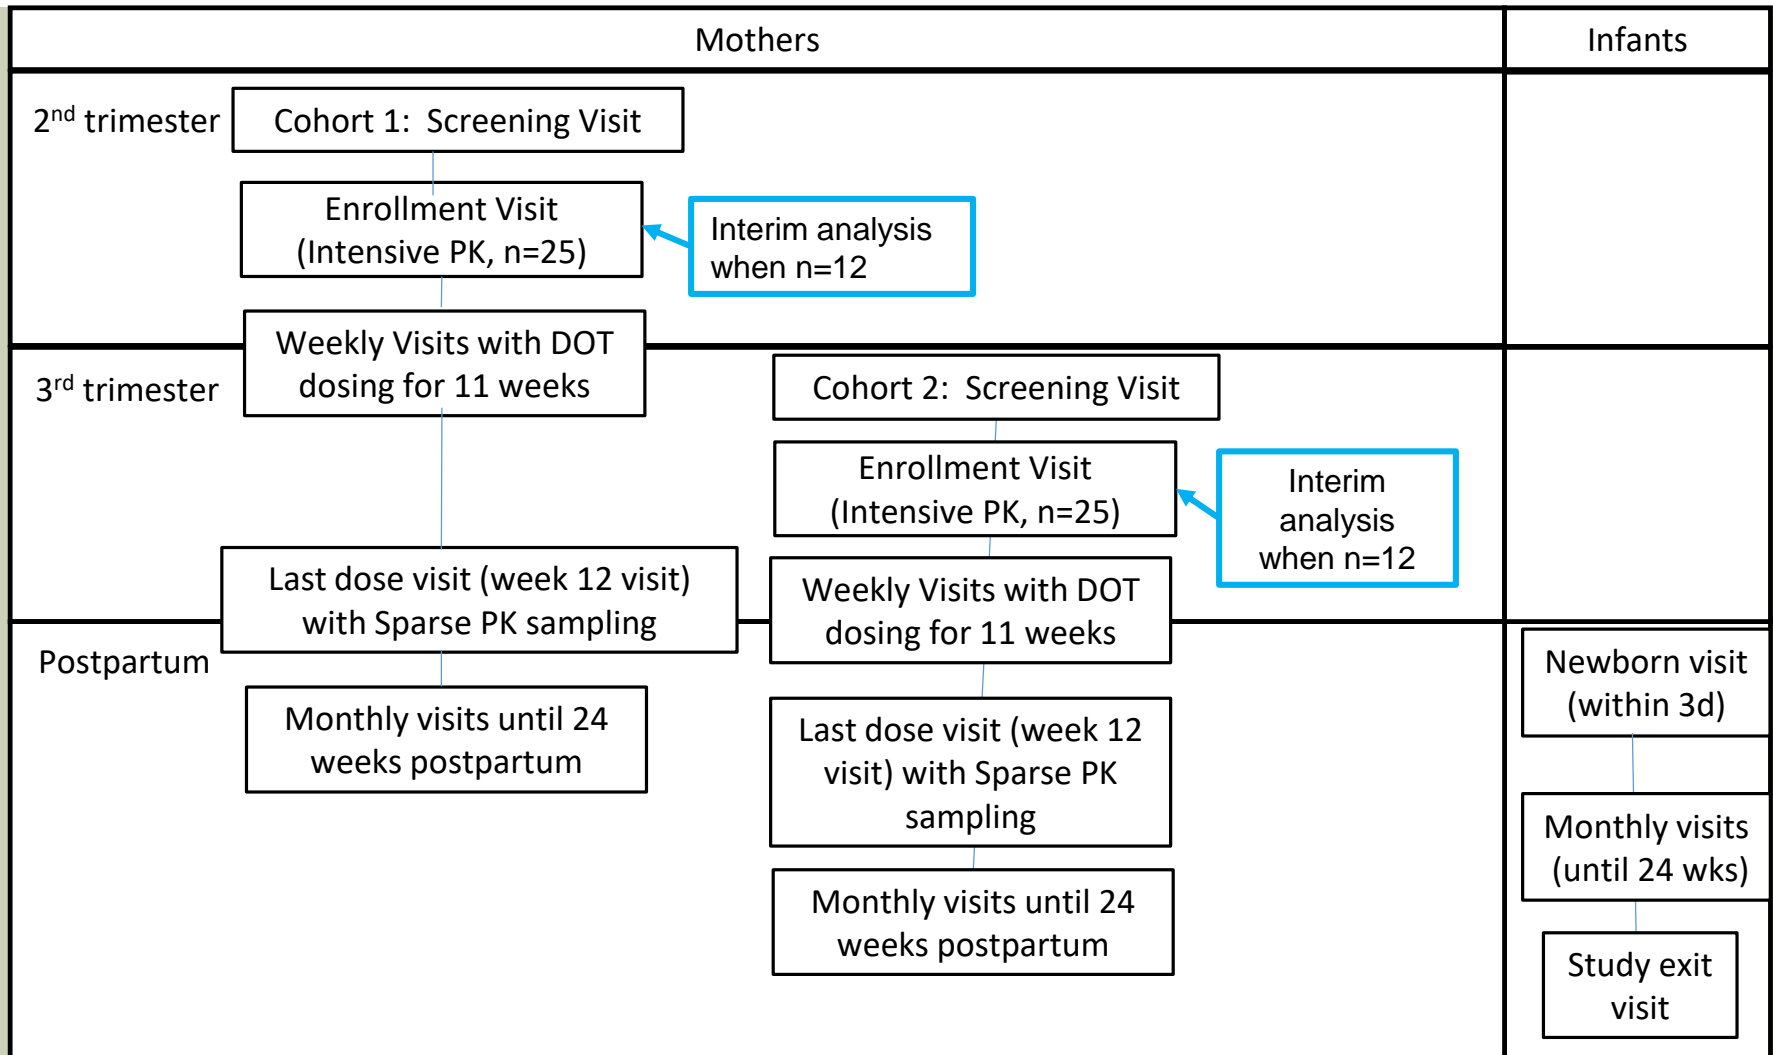 Mothers
Infants
2nd trimester
Cohort 1:  Screening Visit
Enrollment Visit
(Intensive PK, n=25)
Interim analysis
when n=12
Weekly Visits with DOT
dosing for 11 weeks
3rd trimester
Cohort 2:  Screening Visit
Enrollment Visit
(Intensive PK, n=25)
Interim
analysis
when n=12
Last dose visit (week 12 visit)
with Sparse PK sampling
Weekly Visits with DOT
dosing for 11 weeks
Postpartum
Monthly visits until 24
weeks postpartum
Last dose visit (week 12
visit) with Sparse PK
sampling
Monthly visits until 24
weeks postpartum
Newborn visit
(within 3d)
Monthly visits
(until 24 wks)
Study exit
visit